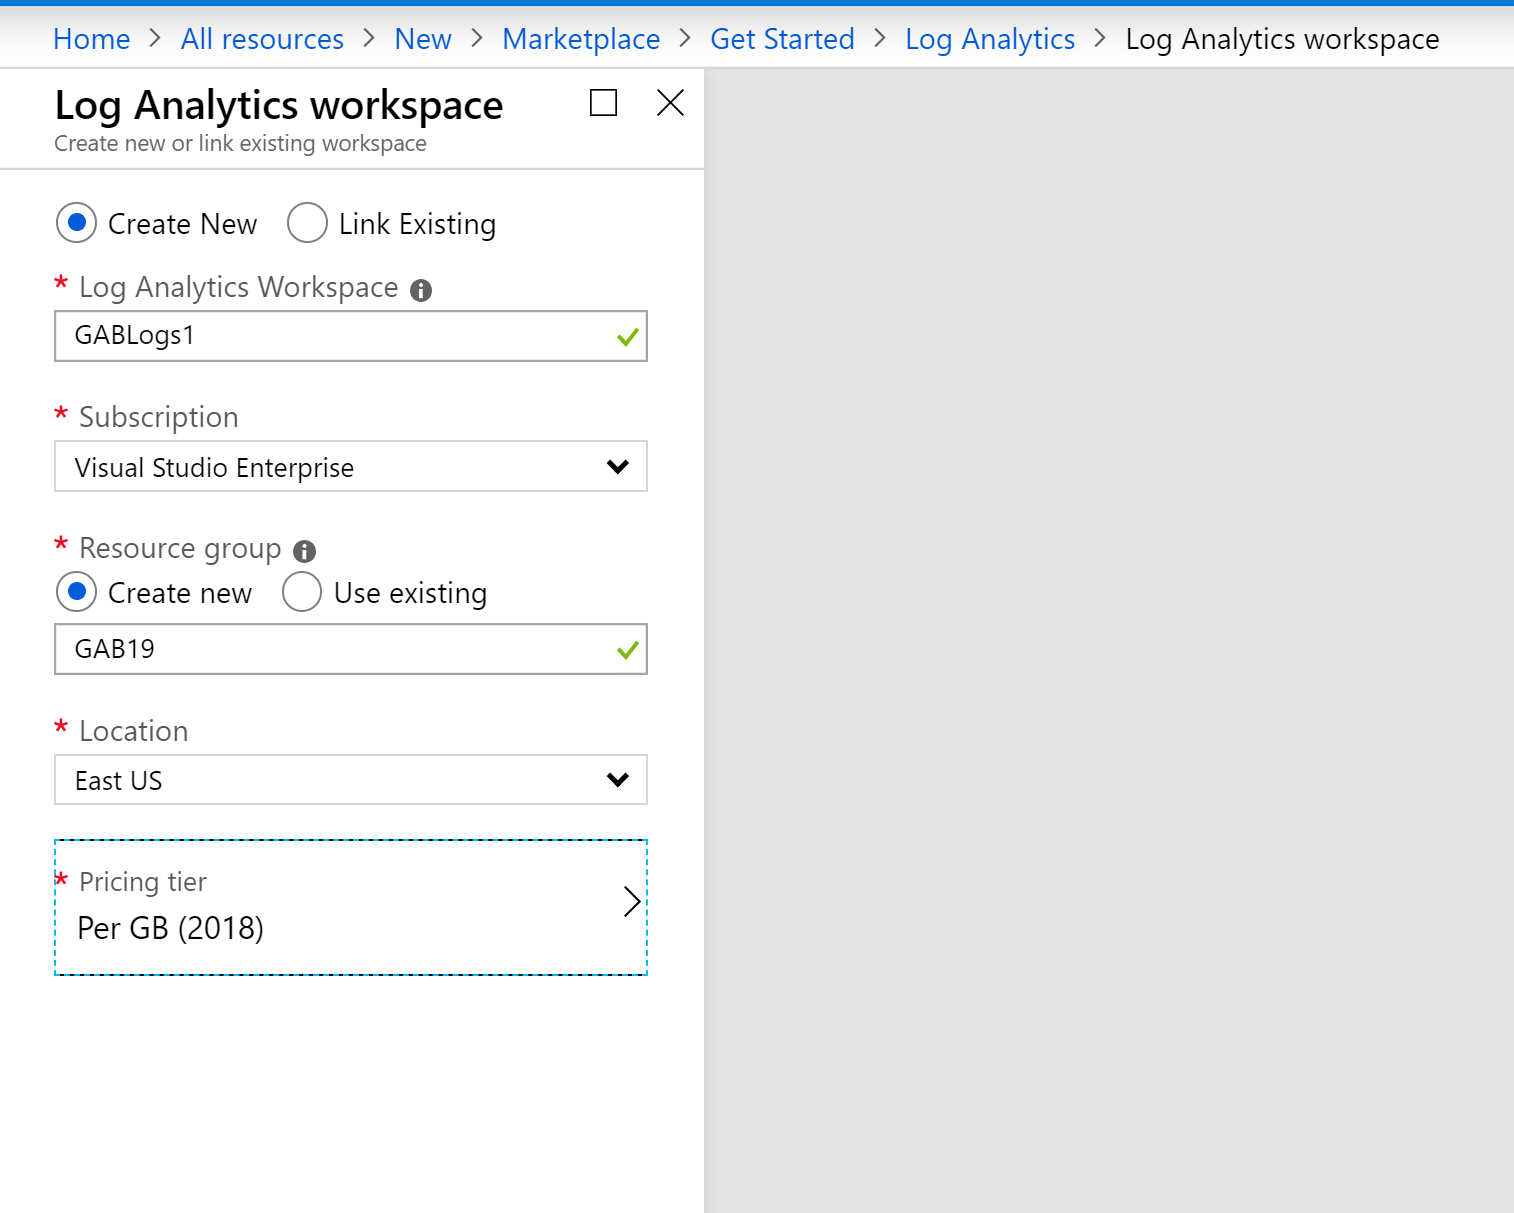 Home > All resources > New > Marketplace > Get Started > Log Analytics > Log Analytics workspace
Log Analytics workspace
Create new or link existing workspace
Create New Link Existing
* Log Analytics Workspace
GABLogs1
* Subscription
Visual Studio Enterprise
* Resource group
Create new Use existing
GAB19
* Location
East US
* Pricing tier
Per GB (2018)